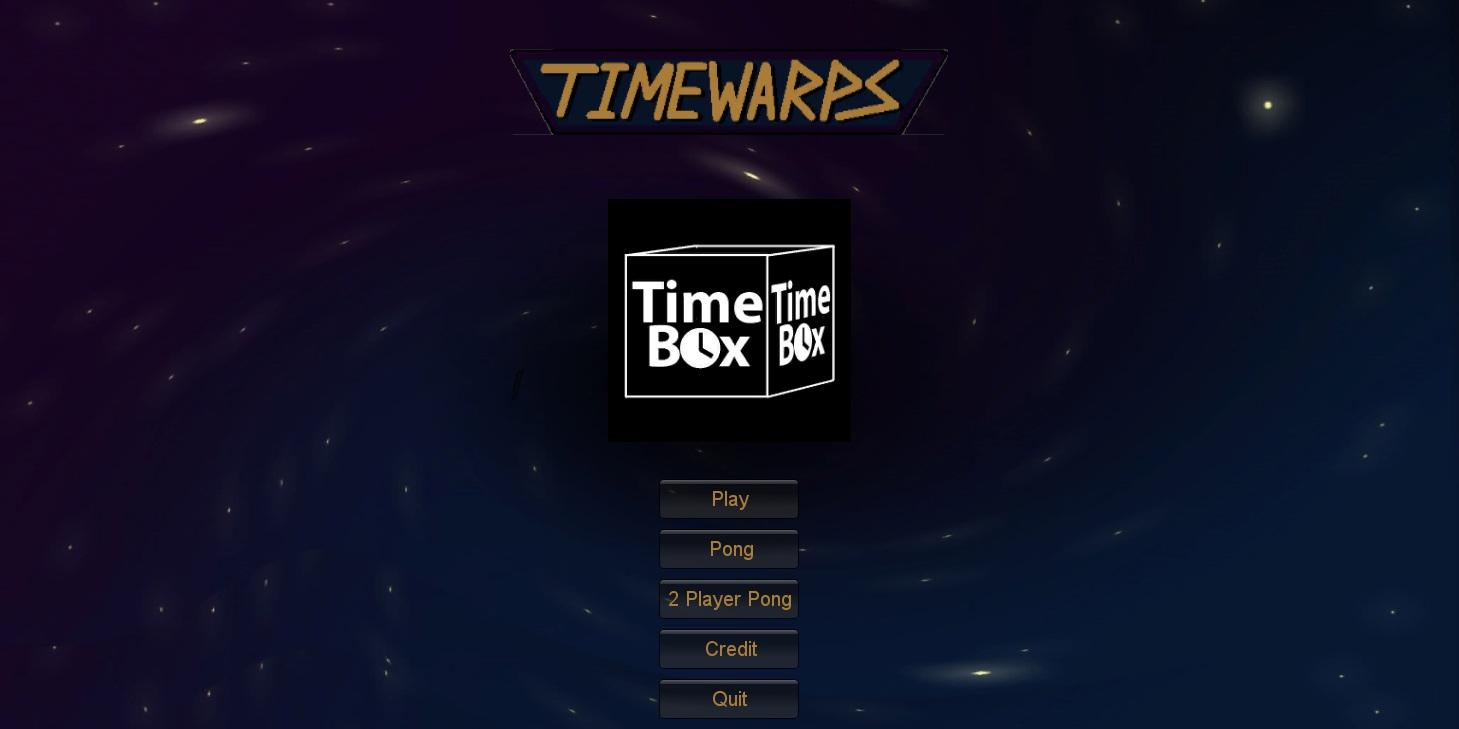 TIMEWARPS
Time
Box
Time
Box
Play
Pong
2 Player Pong
Credit
Quit